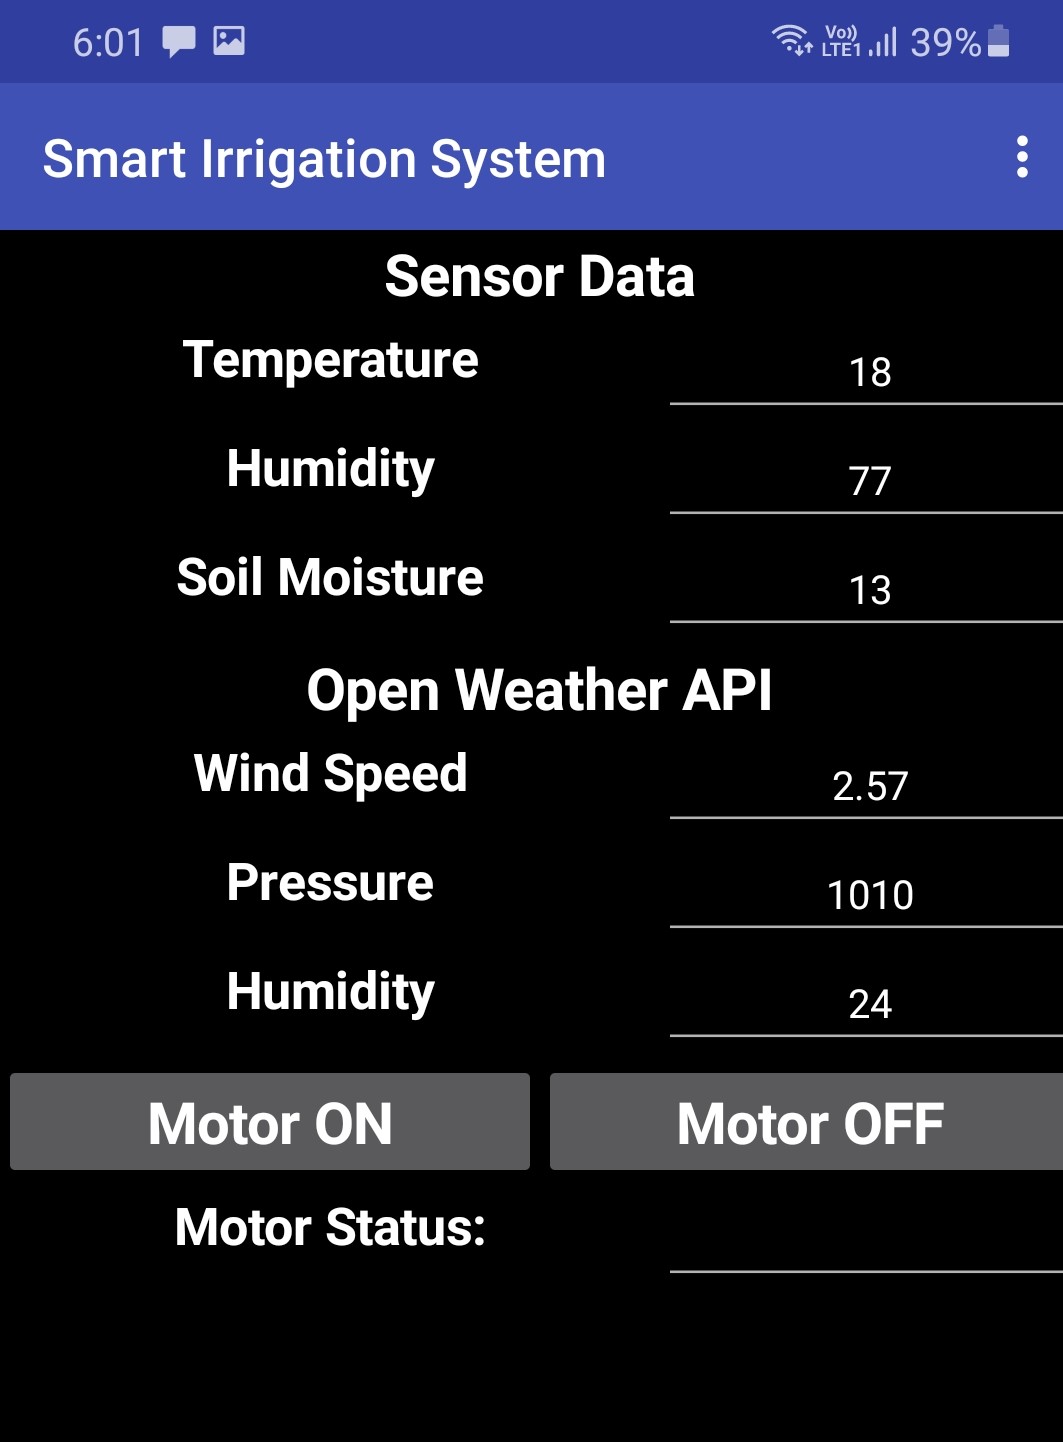 6:01 Vo)) LTE1 39%
Smart Irrigation System
Sensor Data
Temperature 18
Humidity 77
Soil Moisture 13
Open Weather API
Wind Speed 2.57
Pressure 1010
Humidity 24
Motor ON Motor OFF
Motor Status: